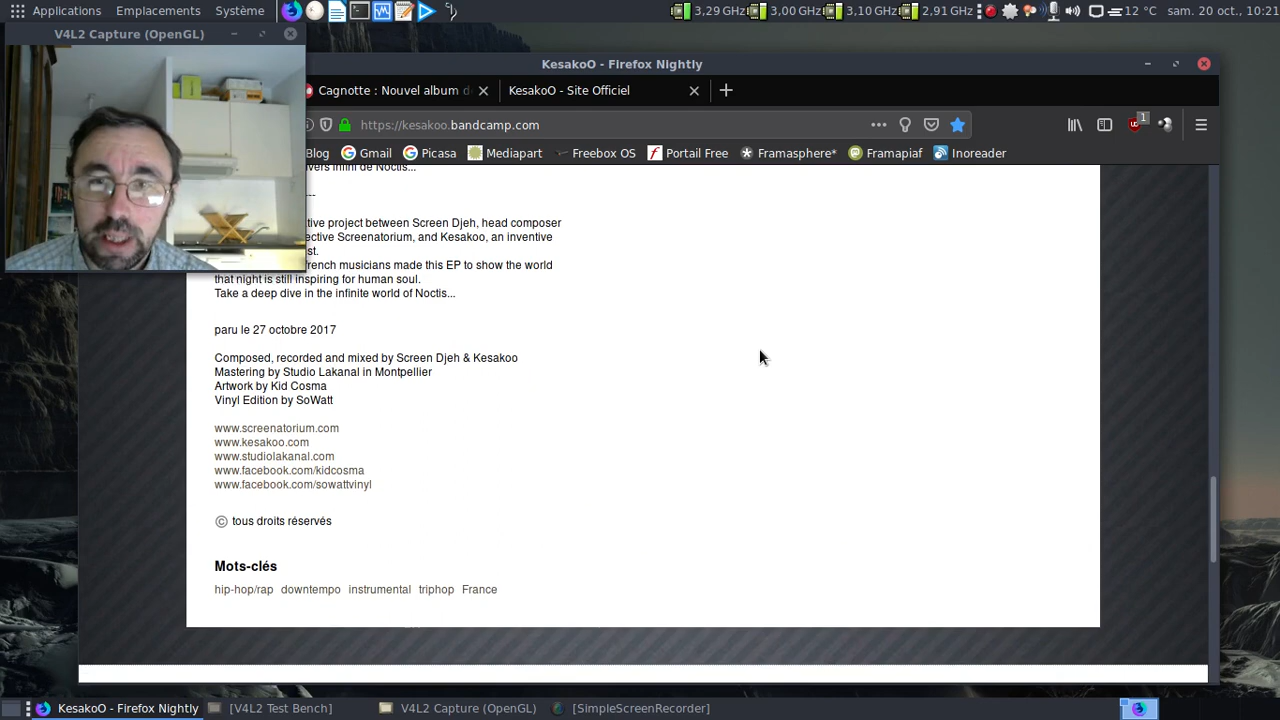 Applications Emplacements Système
3,29 GHz 3,00 GHz 3,10 GHz 2,91 GHz 12 °C sam. 20 oct., 10:21
V4L2 Capture (OpenGL)
KesakoO - Firefox Nightly
Cagnotte : Nouvel album d
KesakoO - Site Officiel
https://kesakoo.bandcamp.com
1
Blog Gmail Picasa Mediapart Freebox OS Portail Free Framasphere* Framapiaf Inoreader
vers infini de Noctis...
---
tive project between Screen Djeh, head composer
ective Screenatorium, and Kesakoo, an inventive
st.
french musicians made this EP to show the world
that night is still inspiring for human soul.
Take a deep dive in the infinite world of Noctis...
paru le 27 octobre 2017
Composed, recorded and mixed by Screen Djeh & Kesakoo
Mastering by Studio Lakanal in Montpellier
Artwork by Kid Cosma
Vinyl Edition by SoWatt
www.screenatorium.com
www.kesakoo.com
www.studiolakanal.com
www.facebook.com/kidcosma
www.facebook.com/sowattvinyl
© tous droits réservés
Mots-clés
hip-hop/rap downtempo instrumental triphop France
KesakoO - Firefox Nightly [V4L2 Test Bench] V4L2 Capture (OpenGL) [SimpleScreenRecorder]